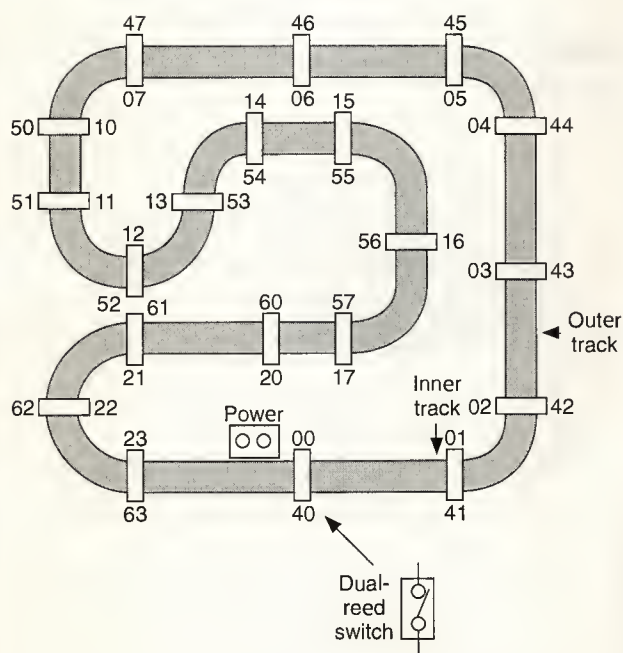 47 46 45
07 06 05
14 15
50 10 04 44
54 55
51 11 13 53
12 56 16
03 43
52 61 60 57
Outer
track
21 20 17
Inner
track
62 22 Power 02 42
23 00 01
63 40 41
Dual-
reed
switch